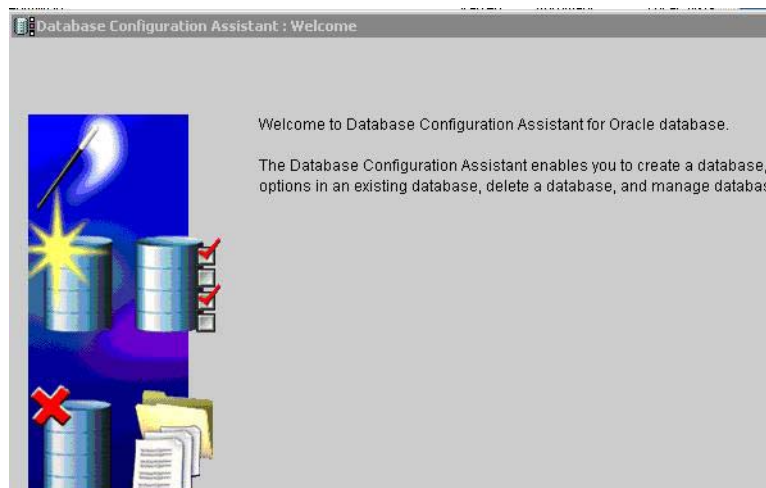 Database Configuration Assistant : Welcome
Welcome to Database Configuration Assistant for Oracle database.
The Database Configuration Assistant enables you to create a database,
options in an existing database, delete a database, and manage databas